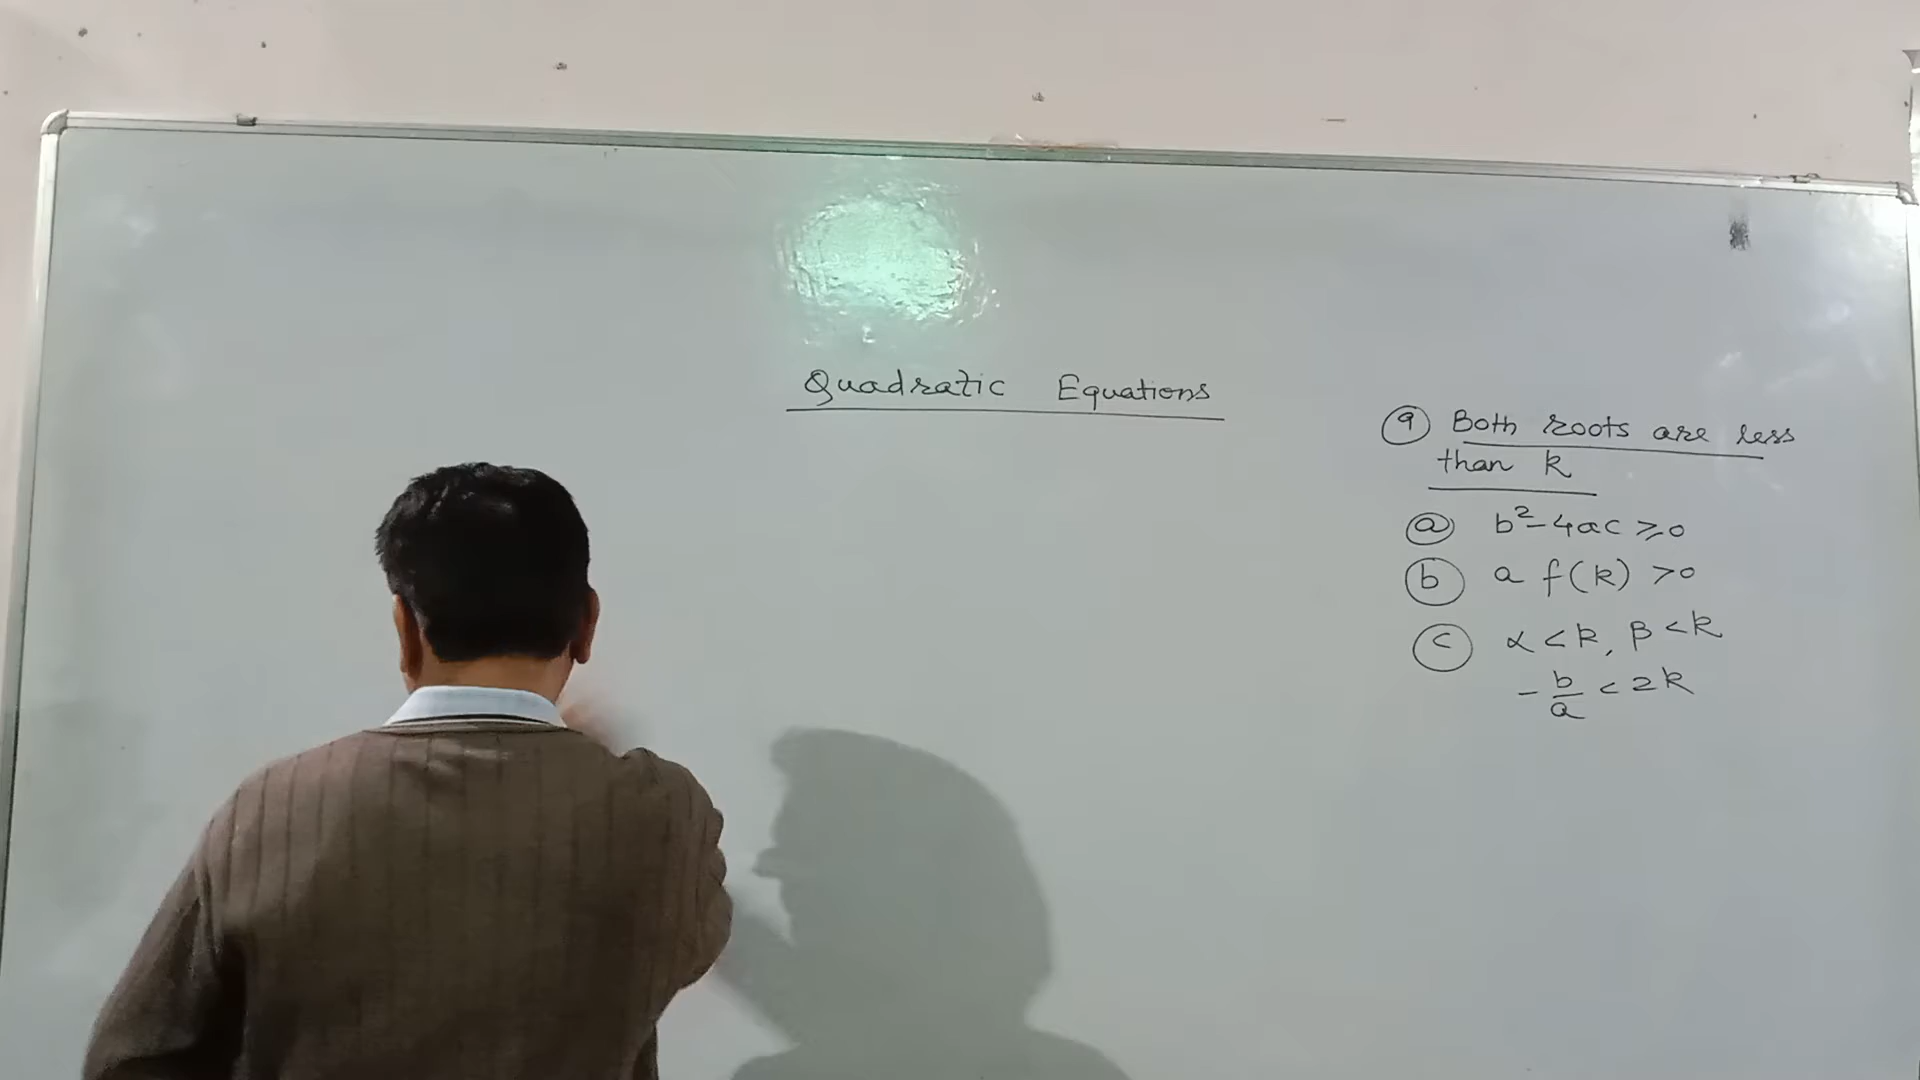 Quadratic Equations
9 Both roots are less
than k
a b²-4ac ≥0
b a f(k) >0
c α<k, β<k
-b/a <2k